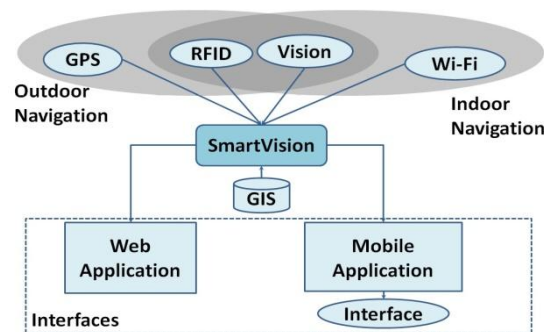 GPS
RFID
Vision
Wi-Fi
Outdoor
Navigation
Indoor
Navigation
SmartVision
GIS
Web
Application
Mobile
Application
Interface
Interfaces